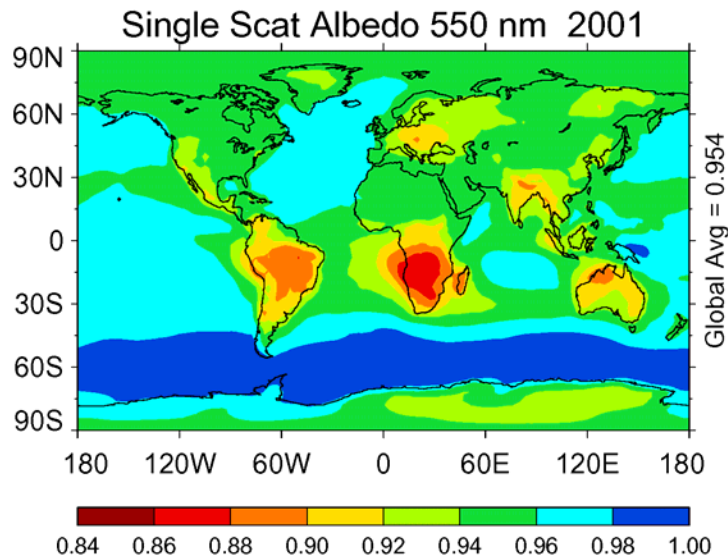 Single Scat Albedo 550 nm 2001
90N
60N
30N
0
30S
60S
90S
180 120W 60W 0 60E 120E 180
Global Avg = 0.954
0.84 0.86 0.88 0.90 0.92 0.94 0.96 0.98 1.00